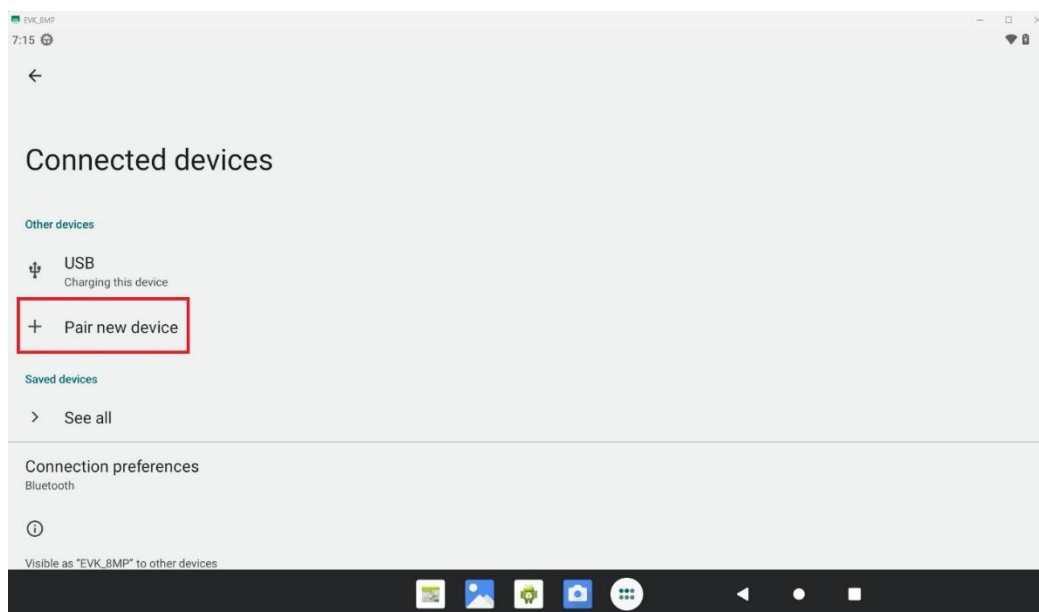 EVK_8MP
7:15
Connected devices
Other devices
USB
Charging this device
Pair new device
Saved devices
See all
Connection preferences
Bluetooth
Visible as "EVK_8MP" to other devices